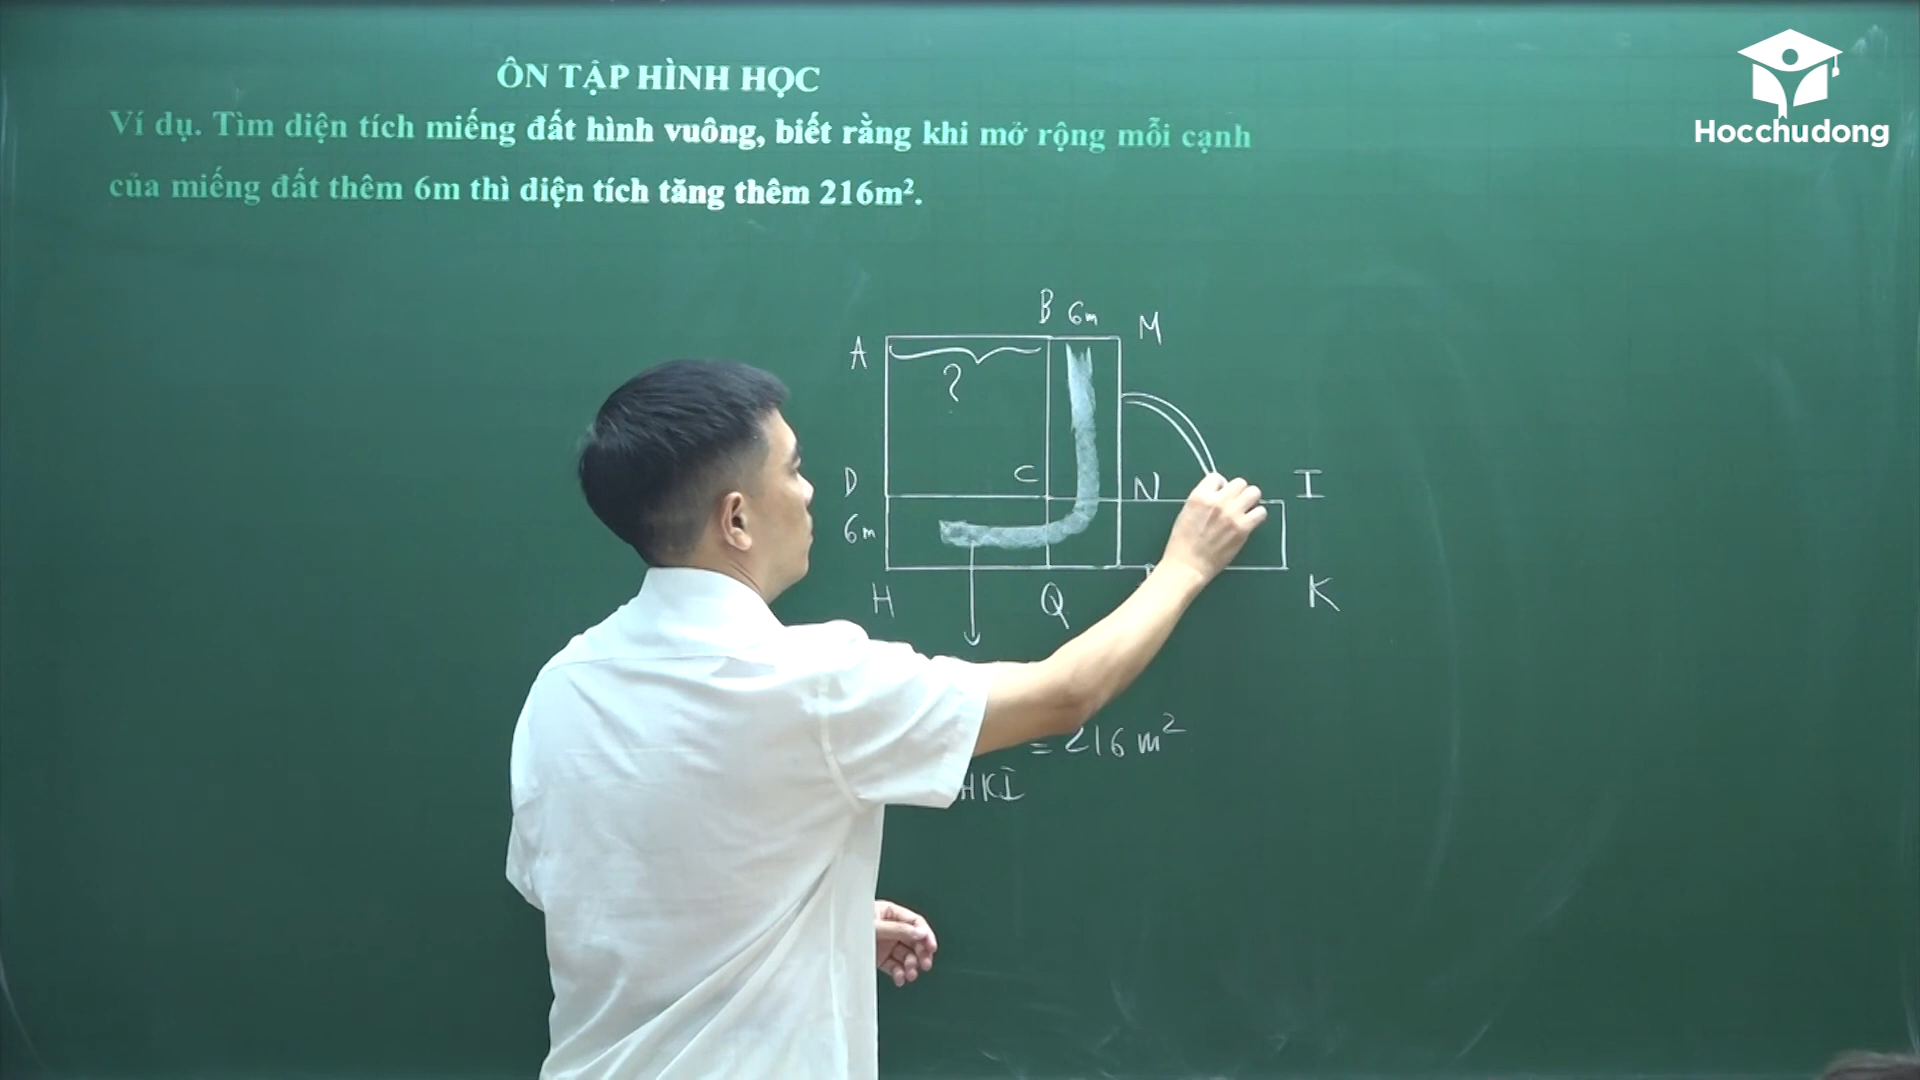 Hocchudong
ÔN TẬP HÌNH HỌC
Ví dụ. Tìm diện tích miếng đất hình vuông, biết rằng khi mở rộng mỗi cạnh
của miếng đất thêm 6m thì diện tích tăng thêm 216m².
B 6m M
A
?
D C N I
6m
H Q K
= 216 m²
HKI